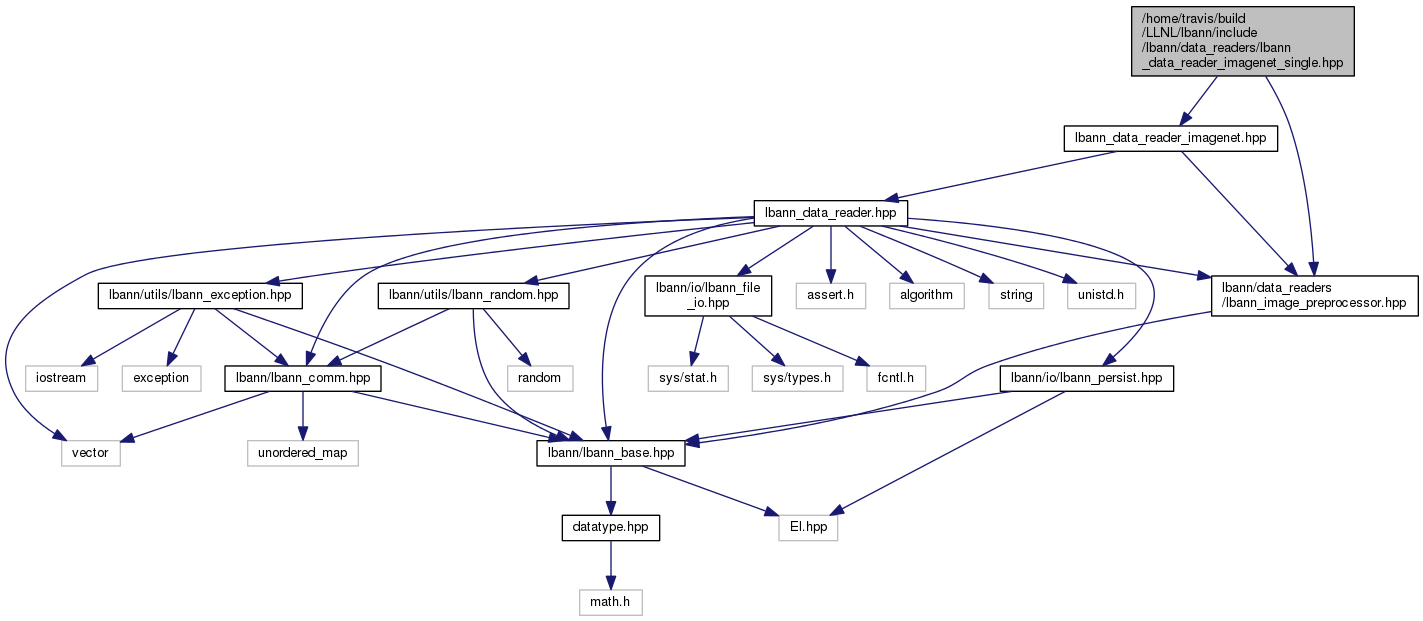 /home/travis/build
/LLNL/lbann/include
/lbann/data_readers/lbann
_data_reader_imagenet_single.hpp
lbann_data_reader_imagenet.hpp
lbann_data_reader.hpp
lbann/utils/lbann_exception.hpp
lbann/utils/lbann_random.hpp
lbann/io/lbann_file
_io.hpp
assert.h
algorithm
string
unistd.h
lbann/data_readers
/lbann_image_preprocessor.hpp
iostream
exception
lbann/lbann_comm.hpp
random
sys/stat.h
sys/types.h
fcntl.h
lbann/io/lbann_persist.hpp
vector
unordered_map
lbann/lbann_base.hpp
datatype.hpp
El.hpp
math.h